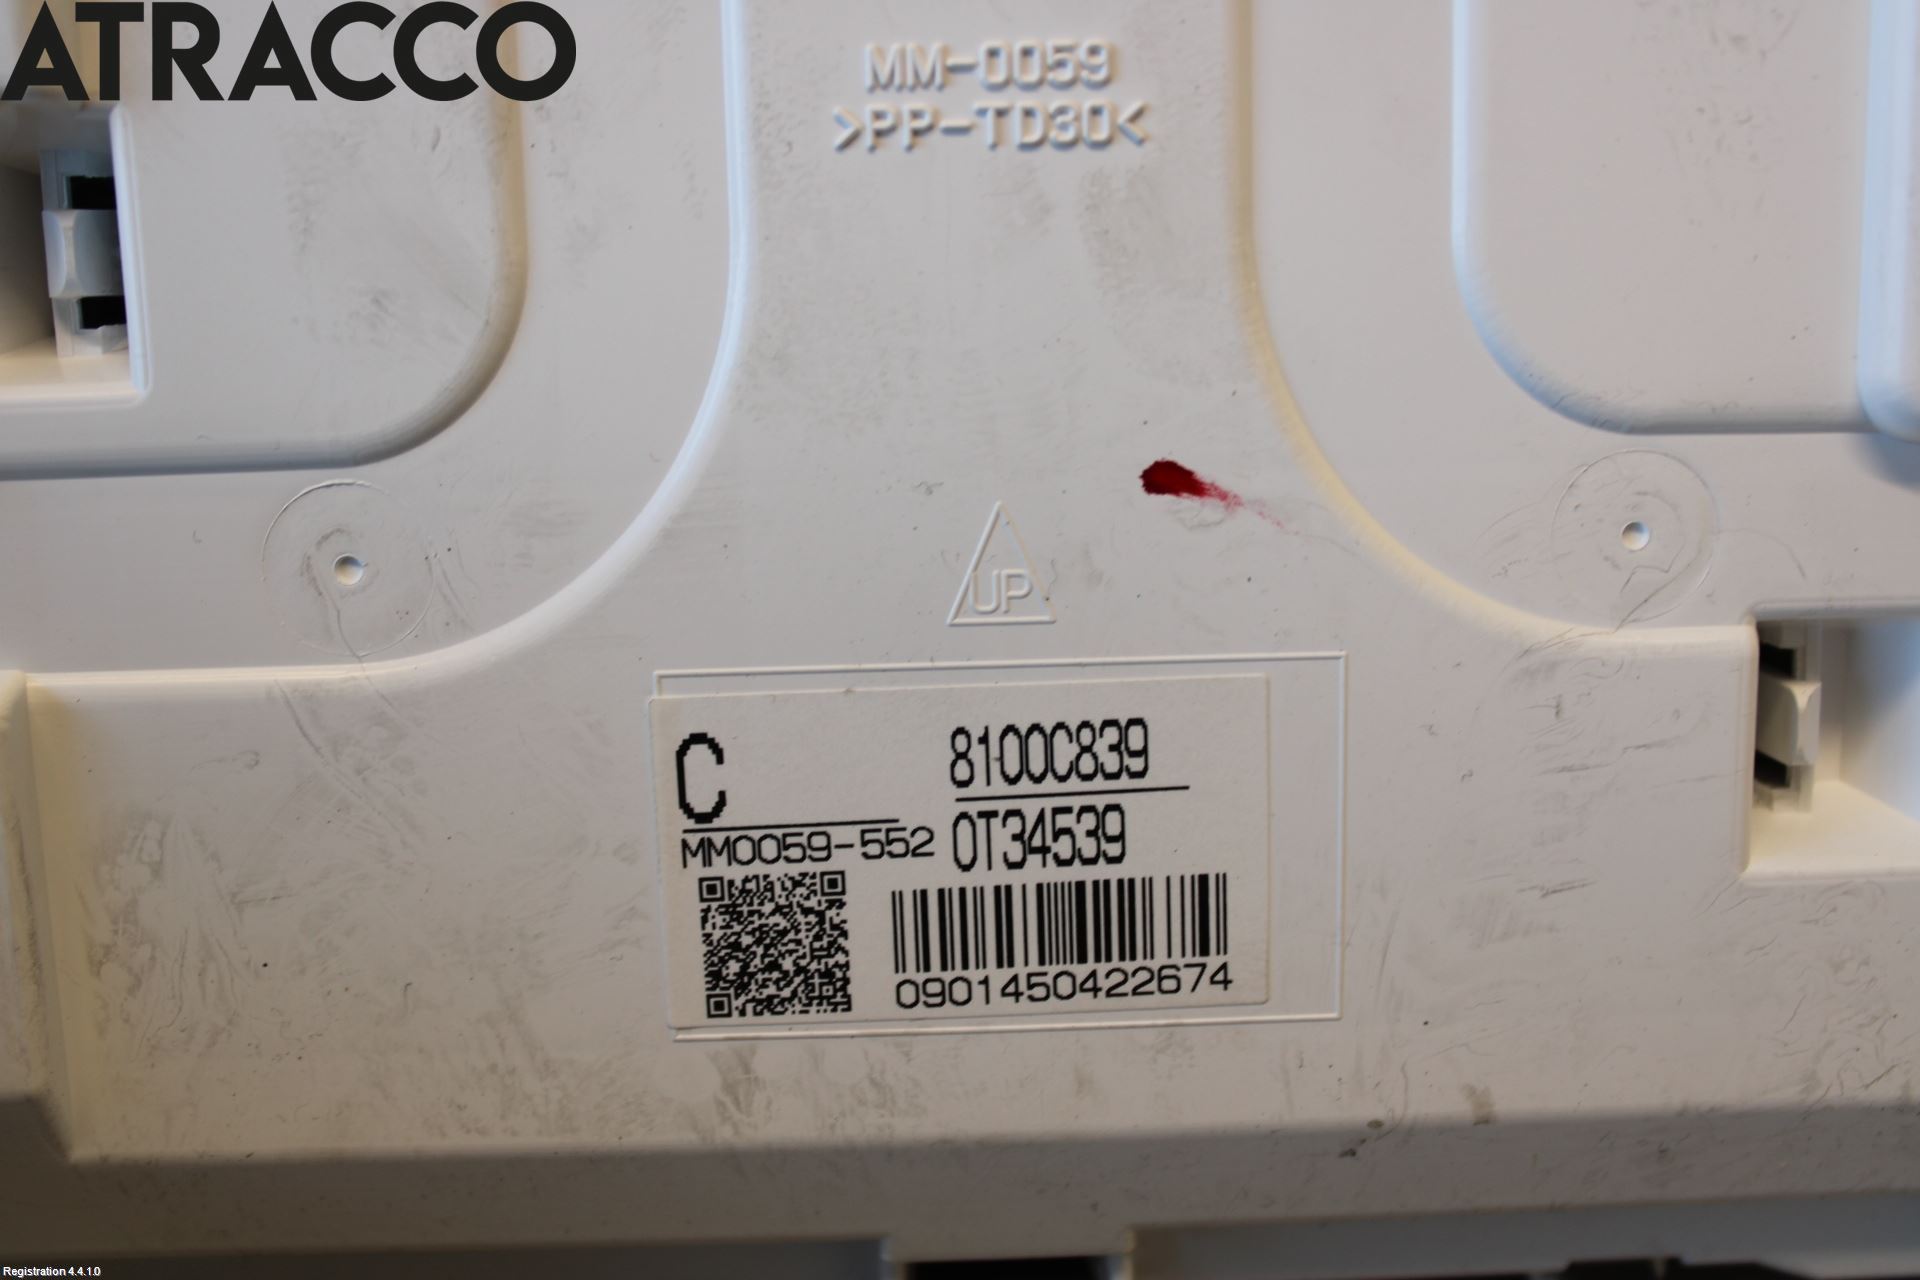 ATRACCO
MM-0059
>PP-TD30<
UP
C
8100C839
MM0059-552
0T34539
0901450422674
Registration 4.4.1.0